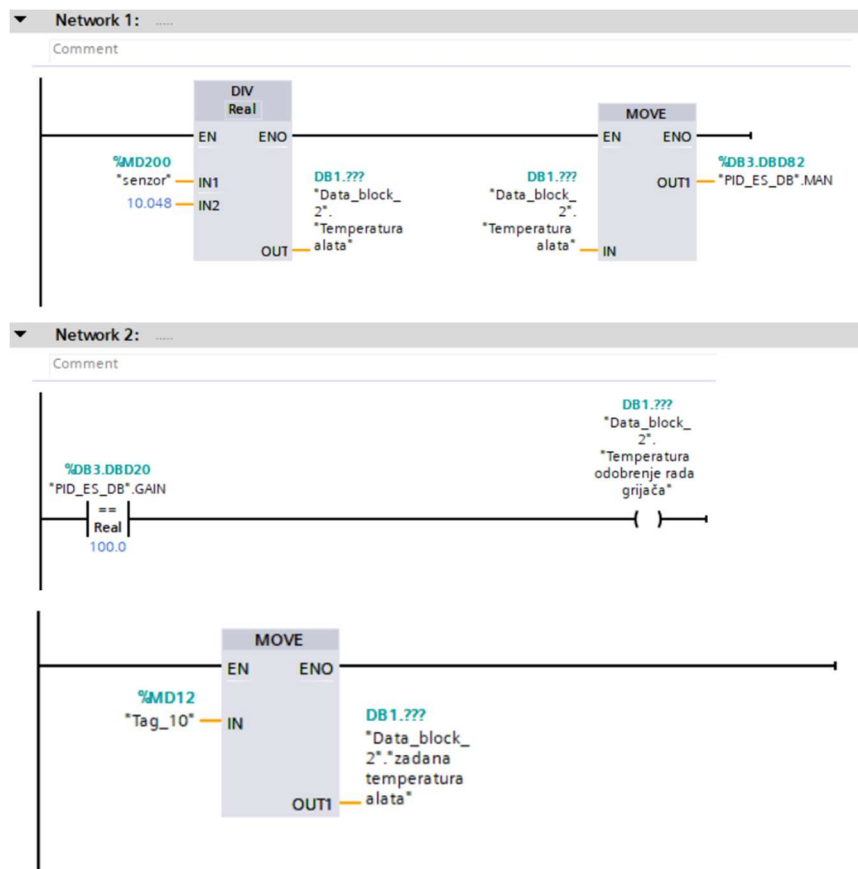 Network 1: .....
Comment
DIV
Real
EN ENO
%MD200
"senzor"
IN1
10.048
IN2
OUT
DB1.???
"Data_block_
2".
"Temperatura
alata"
MOVE
EN ENO
DB1.???
"Data_block_
2".
"Temperatura
alata"
IN
OUT1
%DB3.DBD82
"PID_ES_DB".MAN
Network 2: .....
Comment
%DB3.DBD20
"PID_ES_DB".GAIN
==
Real
100.0
DB1.???
"Data_block_
2".
"Temperatura
odobrenje rada
grijača"
MOVE
EN ENO
%MD12
"Tag_10"
IN
OUT1
DB1.???
"Data_block_
2"."zadana
temperatura
alata"